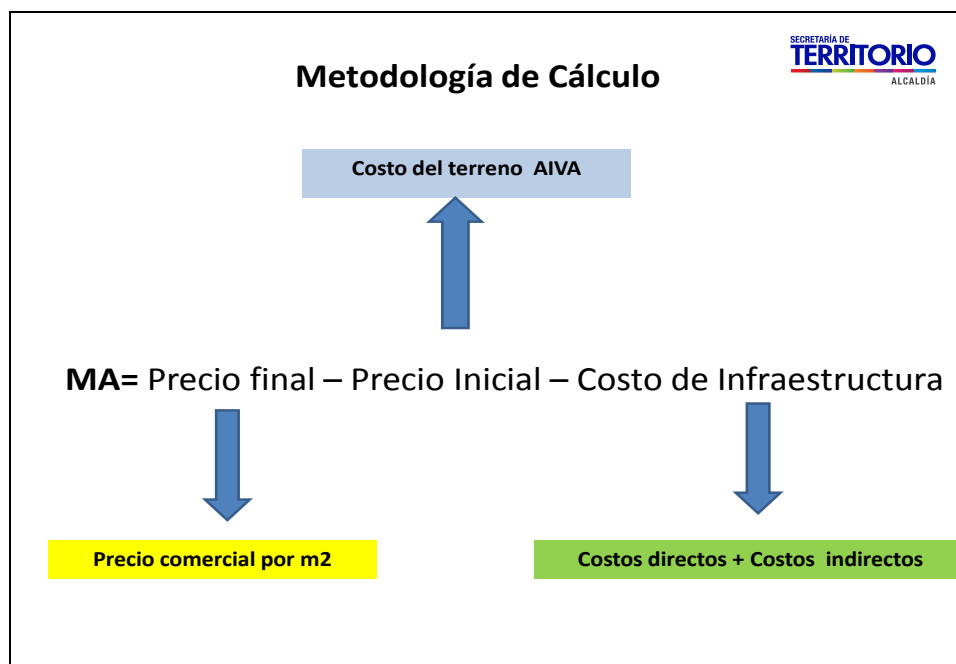 SECRETARÍA DE
TERRITORIO
ALCALDÍA
Metodología de Cálculo
Costo del terreno AIVA
MA= Precio final – Precio Inicial – Costo de Infraestructura
Precio comercial por m2
Costos directos + Costos indirectos